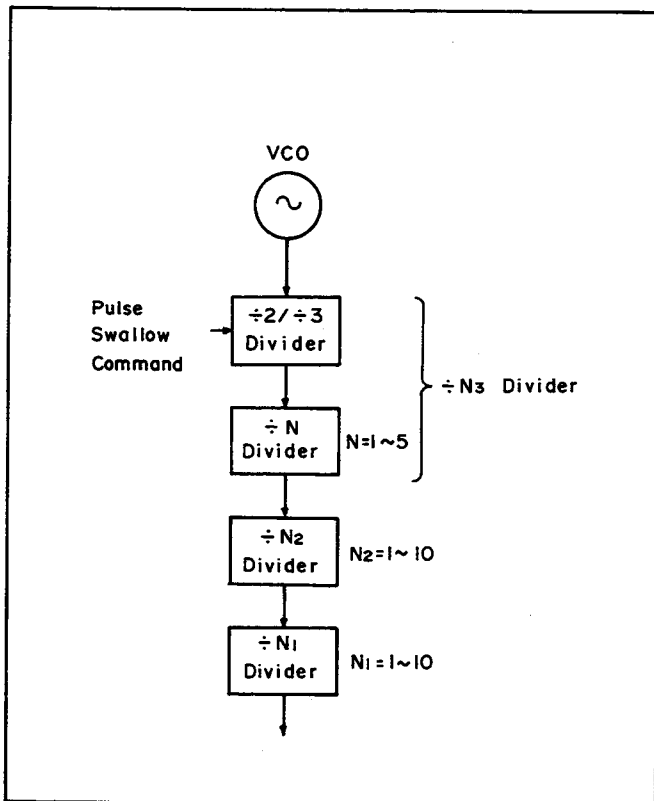 VCO
~
Pulse
Swallow
Command
÷2/÷3
Divider
÷N3 Divider
÷N
Divider
N=1~5
÷N2
Divider
N2=1~10
÷N1
Divider
N1=1~10